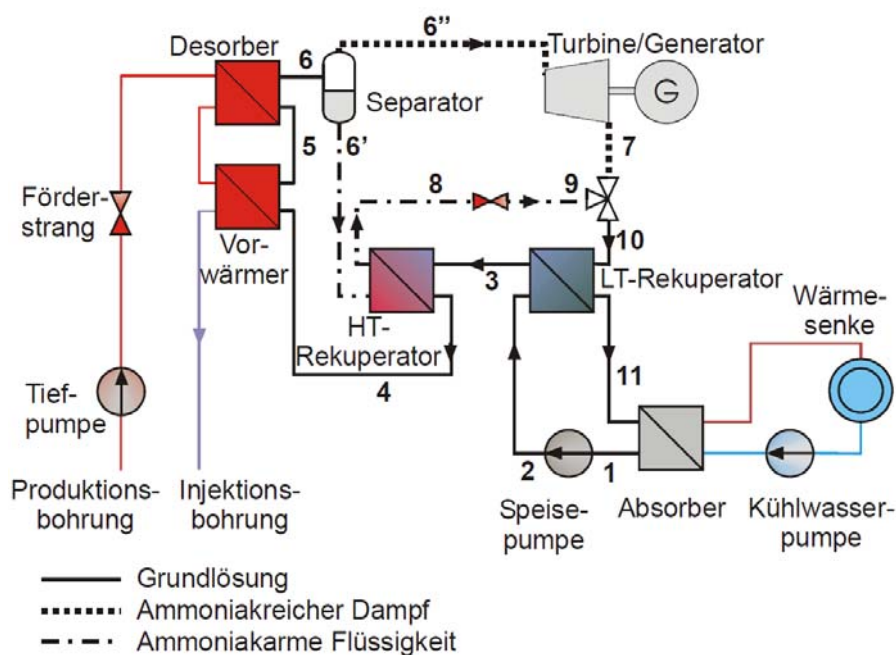 Desorber
6
6''
Turbine/Generator
G
Separator
5
6'
7
Förder-
strang
Vor-
wärmer
8
9
10
3
LT-Rekuperator
HT-
Rekuperator
4
Wärme-
senke
Tief-
pumpe
11
2
1
Produktions-
bohrung
Injektions-
bohrung
Speise-
pumpe
Absorber
Kühlwasser-
pumpe
Grundlösung
Ammoniakreicher Dampf
Ammoniakarme Flüssigkeit